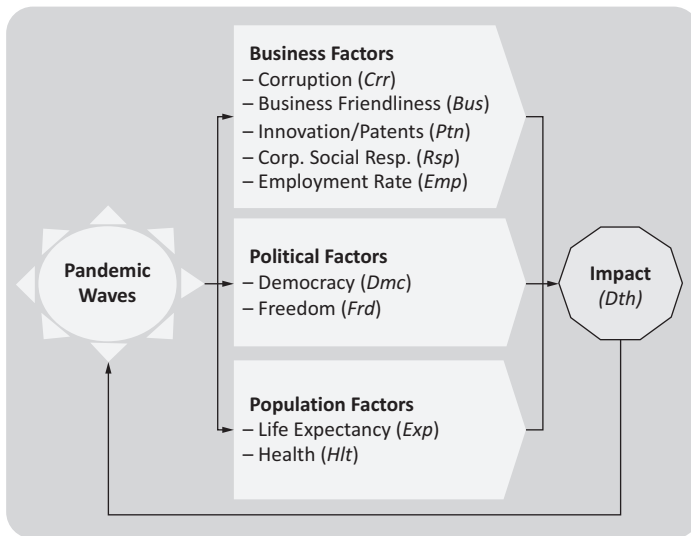 Business Factors
– Corruption (Crr)
– Business Friendliness (Bus)
– Innovation/Patents (Ptn)
– Corp. Social Resp. (Rsp)
– Employment Rate (Emp)
Pandemic
Waves
Political Factors
– Democracy (Dmc)
– Freedom (Frd)
Impact
(Dth)
Population Factors
– Life Expectancy (Exp)
– Health (Hlt)